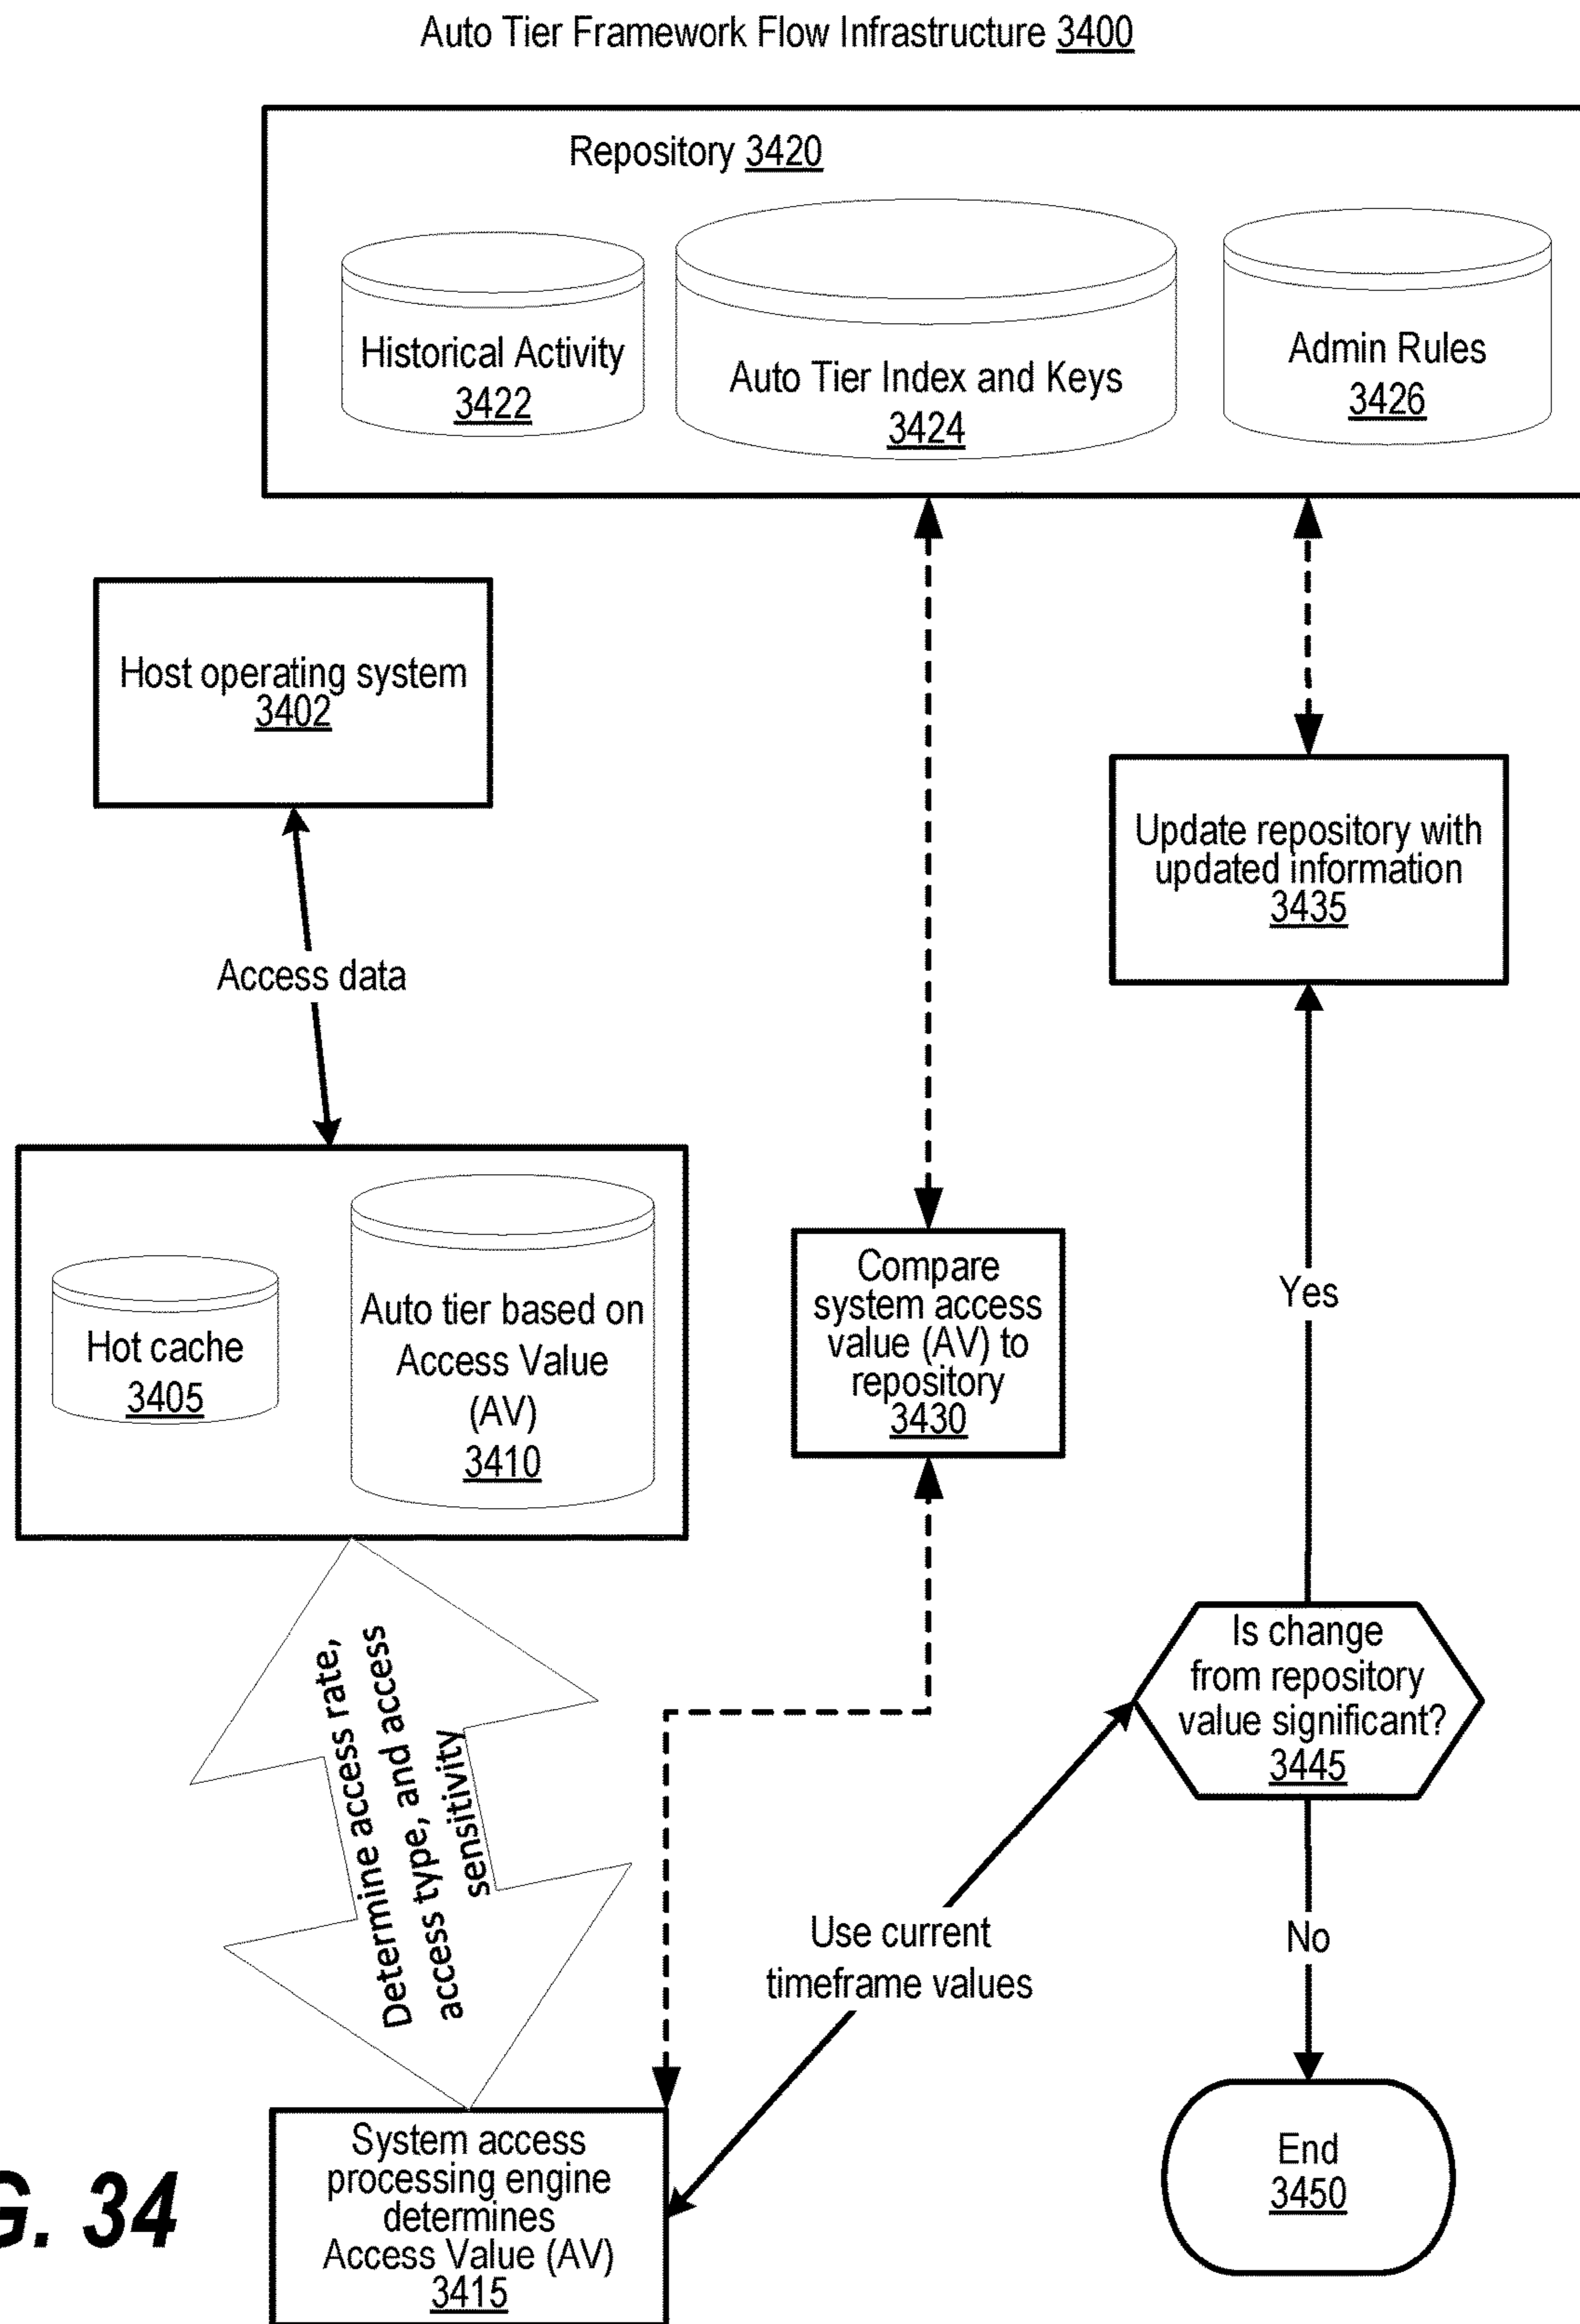 Auto Tier Framework Flow Infrastructure 3400
Repository 3420
Historical Activity
3422
Auto Tier Index and Keys
3424
Admin Rules
3426
Host operating system
3402
Update repository with
updated information
3435
Access data
Hot cache
3405
Auto tier based on
Access Value
(AV)
3410
Compare
system access
value (AV) to
repository
3430
Yes
Determine access rate,
access type, and access
sensitivity
Is change
from repository
value significant?
3445
Use current
timeframe values
No
System access
processing engine
determines
Access Value (AV)
3415
End
3450
G. 34